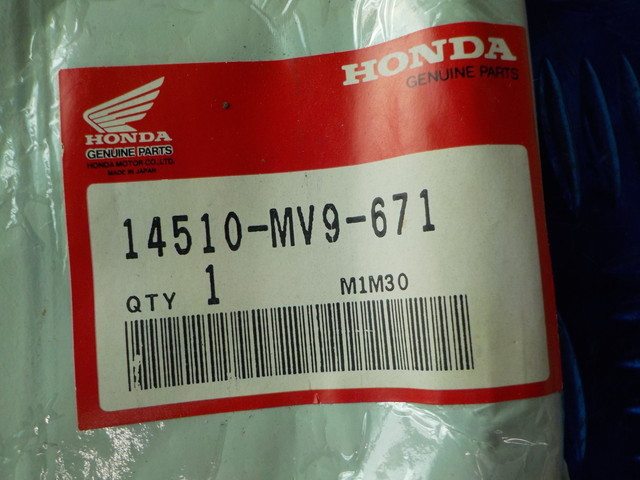 HONDA
GENUINE PARTS
HONDA
GENUINE PARTS
HONDA MOTOR CO.,LTD.
MADE IN JAPAN
14510-MV9-671
QTY 1 M1M30